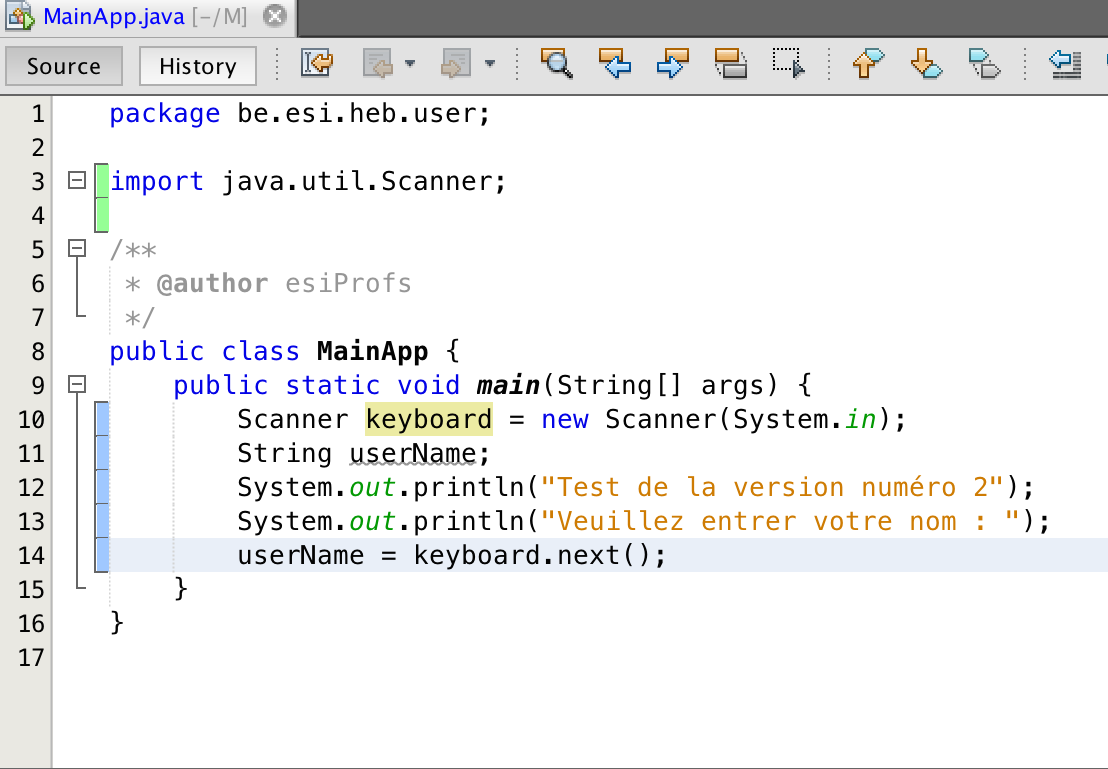 MainApp.java [-/M]
Source History
1 package be.esi.heb.user;
2
3 import java.util.Scanner;
4
5 /**
6  * @author esiProfs
7  */
8 public class MainApp {
9     public static void main(String[] args) {
10         Scanner keyboard = new Scanner(System.in);
11         String userName;
12         System.out.println("Test de la version numéro 2");
13         System.out.println("Veuillez entrer votre nom : ");
14         userName = keyboard.next();
15     }
16 }
17